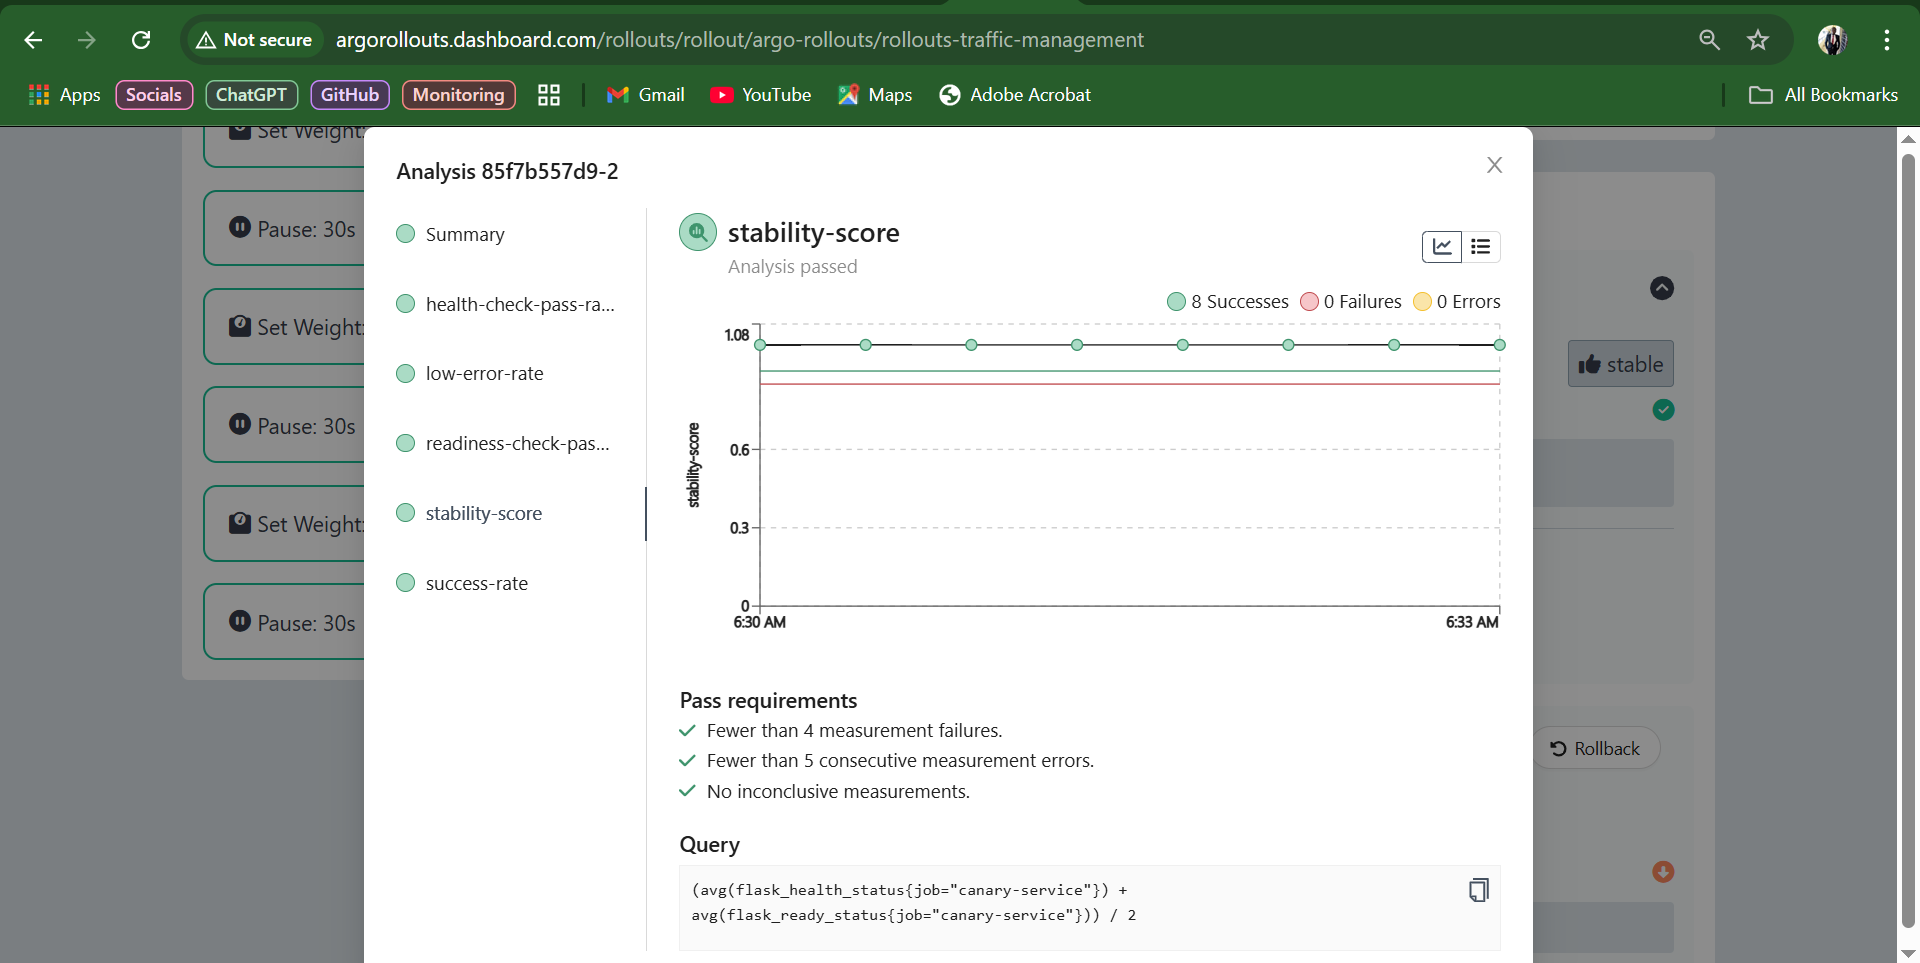 Not secure
argorollouts.dashboard.com/rollouts/rollout/argo-rollouts/rollouts-traffic-management
Apps
Socials
ChatGPT
GitHub
Monitoring
Gmail
YouTube
Maps
Adobe Acrobat
All Bookmarks
Set Weight:
Pause: 30s
Set Weight:
Pause: 30s
Set Weight:
Pause: 30s
Analysis 85f7b557d9-2
Summary
health-check-pass-ra...
low-error-rate
readiness-check-pas...
stability-score
success-rate
stability-score
Analysis passed
8 Successes
0 Failures
0 Errors
1.08
0.6
0.3
0
stability-score
6:30 AM
6:33 AM
Pass requirements
Fewer than 4 measurement failures.
Fewer than 5 consecutive measurement errors.
No inconclusive measurements.
Query
(avg(flask_health_status{job="canary-service"}) +
avg(flask_ready_status{job="canary-service"})) / 2
stable
Rollback